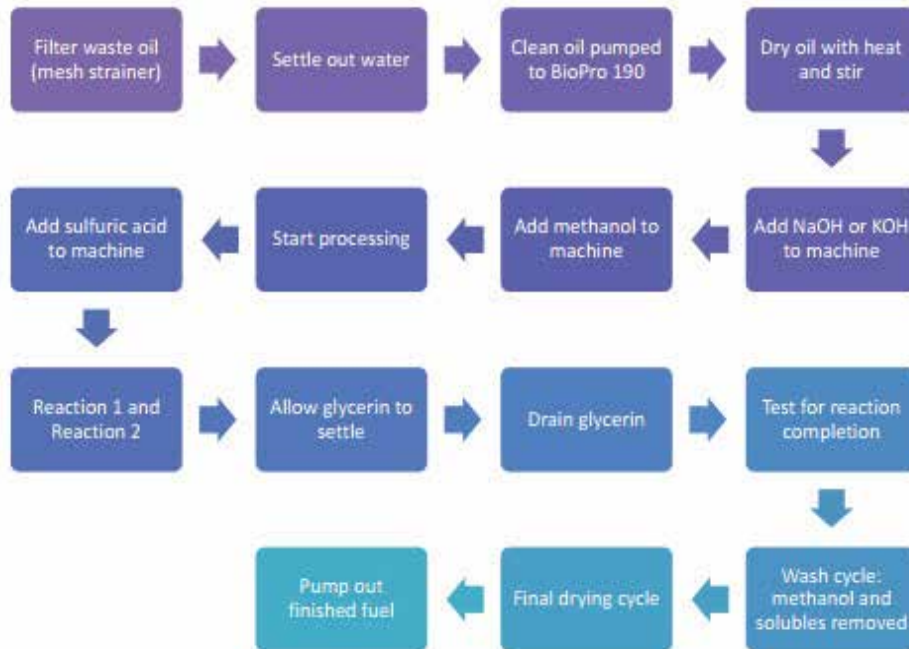 Filter waste oil
(mesh strainer)
Settle out water
Clean oil pumped
to BioPro 190
Dry oil with heat
and stir
Add NaOH or KOH
to machine
Add methanol to
machine
Start processing
Add sulfuric acid
to machine
Reaction 1 and
Reaction 2
Allow glycerin to
settle
Drain glycerin
Test for reaction
completion
Wash cycle:
methanol and
solubles removed
Final drying cycle
Pump out
finished fuel